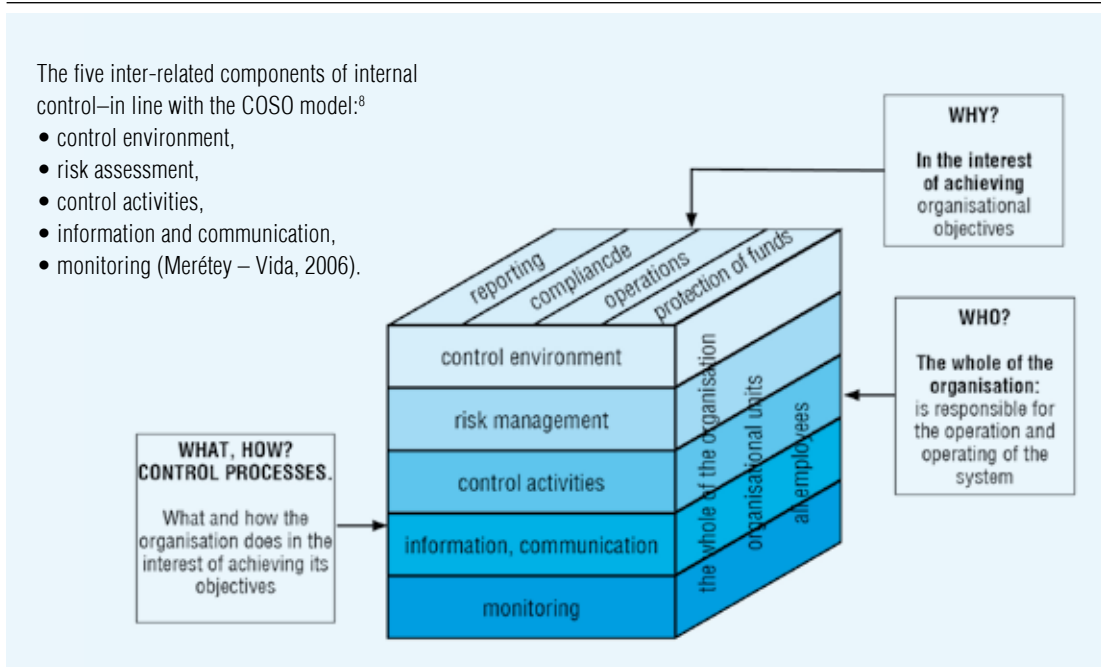 The five inter-related components of internal
control–in line with the COSO model:⁸
• control environment,
• risk assessment,
• control activities,
• information and communication,
• monitoring (Merétey – Vida, 2006).
WHY?
In the interest
of achieving
organisational
objectives
reporting
compliancde
operations
protection of funds
control environment
risk management
control activities
information, communication
monitoring
the whole of the organisation
organisational units
all employees
WHO?
The whole of the
organisation:
is responsible for
the operation and
operating of the
system
WHAT, HOW?
CONTROL PROCESSES.
What and how the
organisation does in the
interest of achieving its
objectives